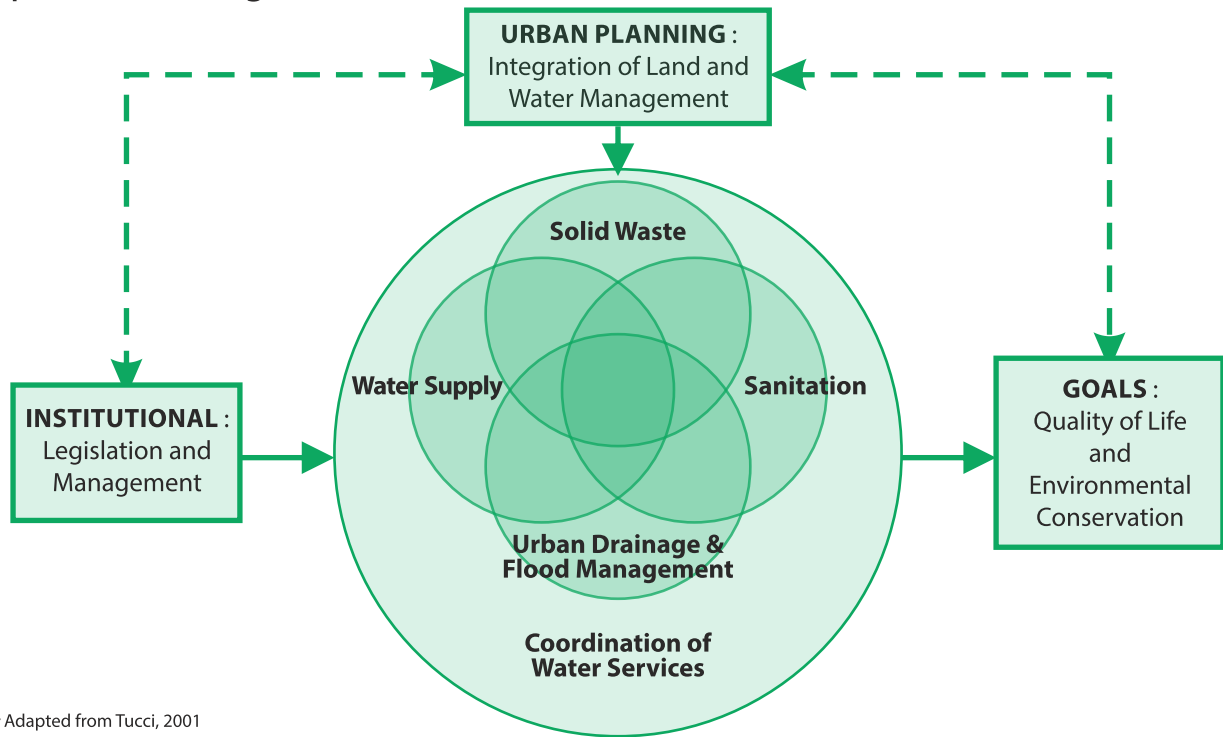 URBAN PLANNING :
Integration of Land and
Water Management
Solid Waste
Water Supply
Sanitation
INSTITUTIONAL :
Legislation and
Management
GOALS :
Quality of Life
and
Environmental
Conservation
Urban Drainage &
Flood Management
Coordination of
Water Services
Adapted from Tucci, 2001